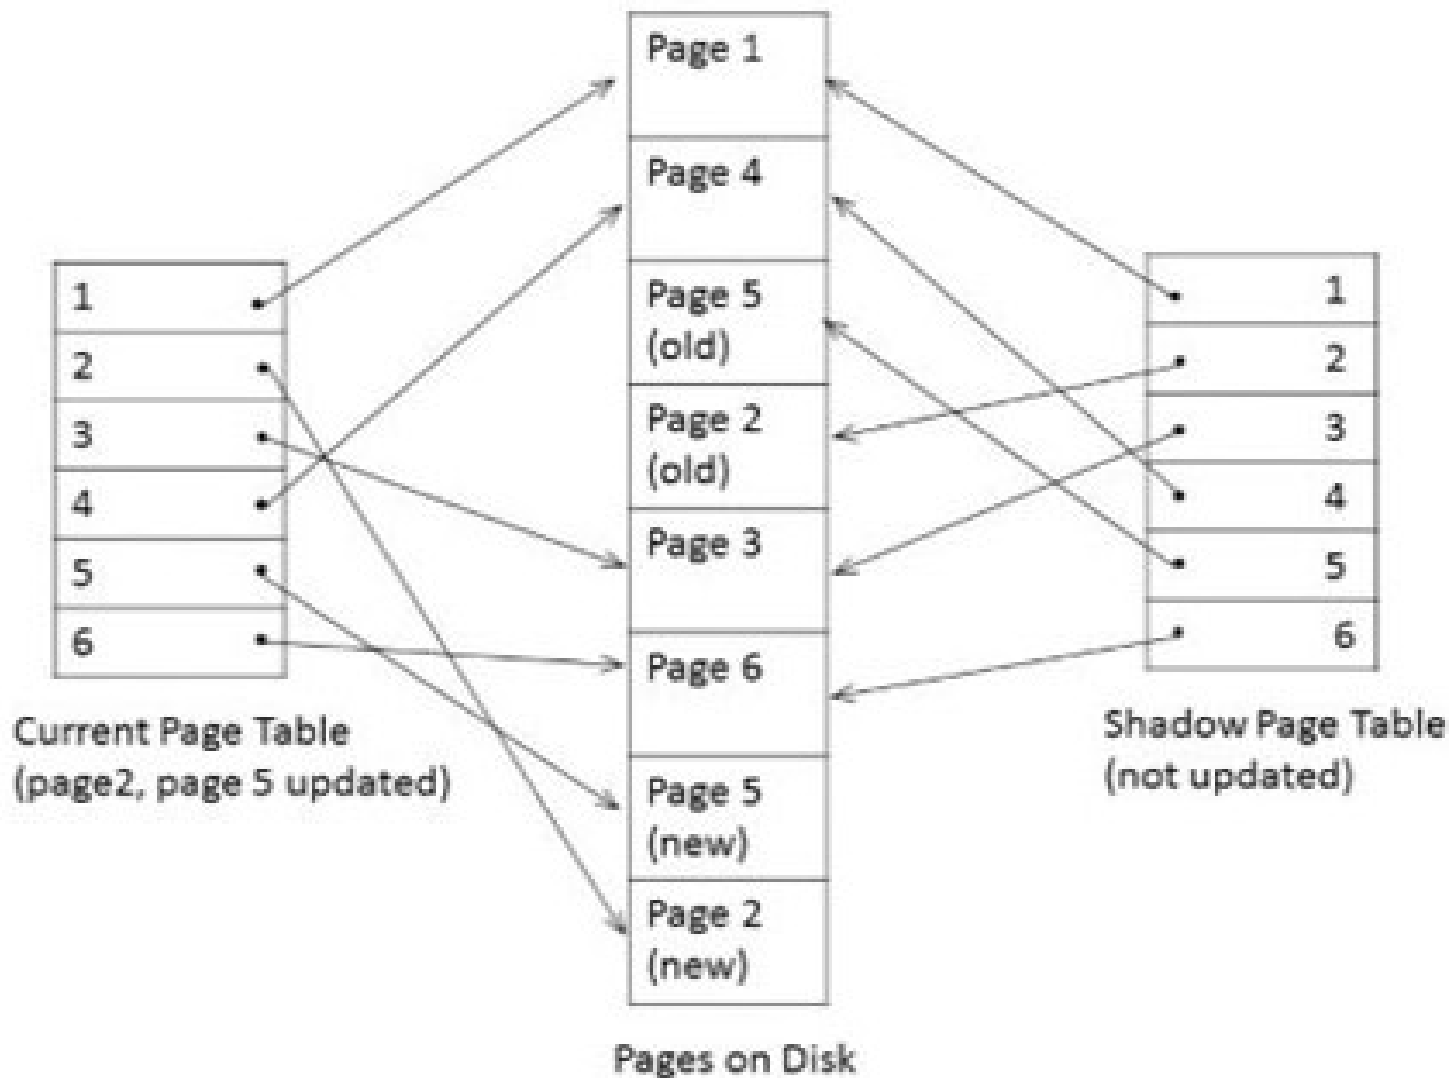 1
2
3
4
5
6
Current Page Table
(page2, page 5 updated)
Page 1
Page 4
Page 5
(old)
Page 2
(old)
Page 3
Page 6
Page 5
(new)
Page 2
(new)
Pages on Disk
1
2
3
4
5
6
Shadow Page Table
(not updated)